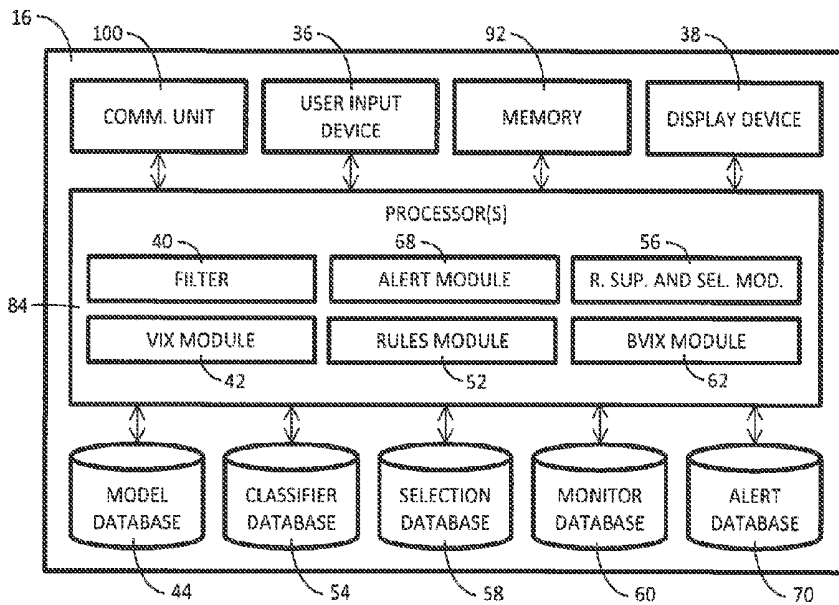 16
100
36
92
38
COMM. UNIT
USER INPUT
DEVICE
MEMORY
DISPLAY DEVICE
PROCESSOR(S)
40
68
56
FILTER
ALERT MODULE
R. SUP. AND SEL. MOD.
84
VIX MODULE
RULES MODULE
BVIX MODULE
42
52
62
MODEL
DATABASE
CLASSIFIER
DATABASE
SELECTION
DATABASE
MONITOR
DATABASE
ALERT
DATABASE
44
54
58
60
70